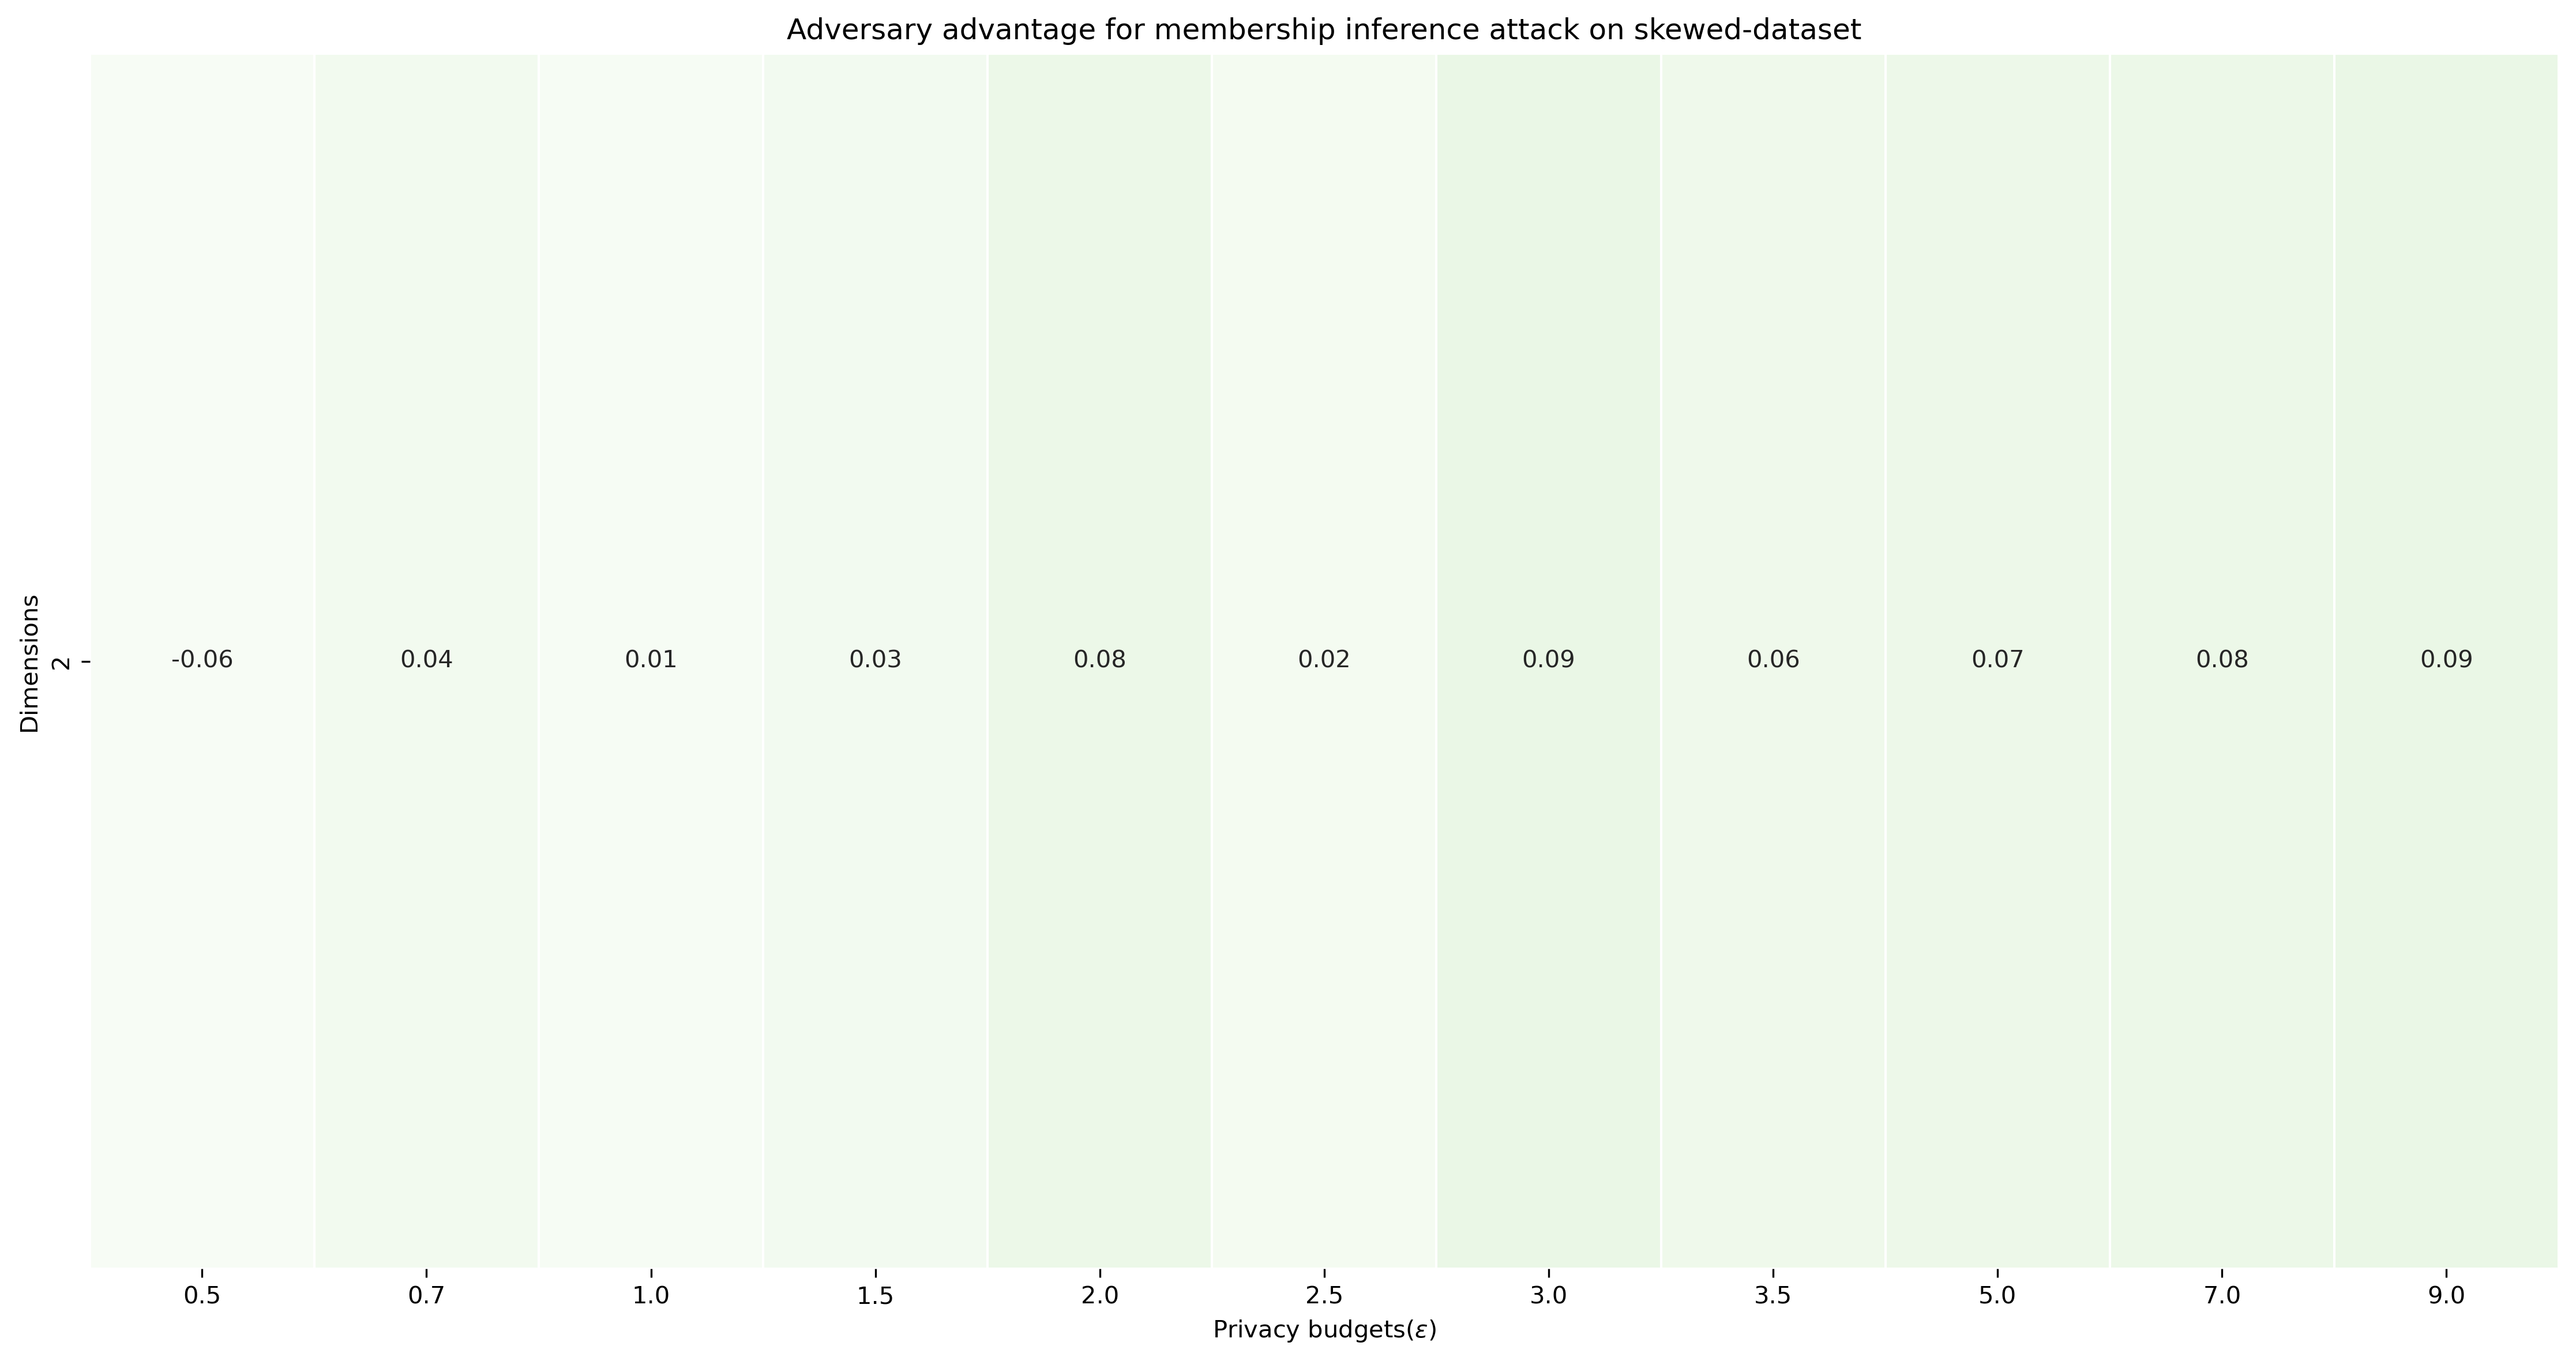 Adversary advantage for membership inference attack on skewed-dataset
Dimensions
2
-0.06 0.04 0.01 0.03 0.08 0.02 0.09 0.06 0.07 0.08 0.09
0.5 0.7 1.0 1.5 2.0 2.5 3.0 3.5 5.0 7.0 9.0
Privacy budgets(ε)